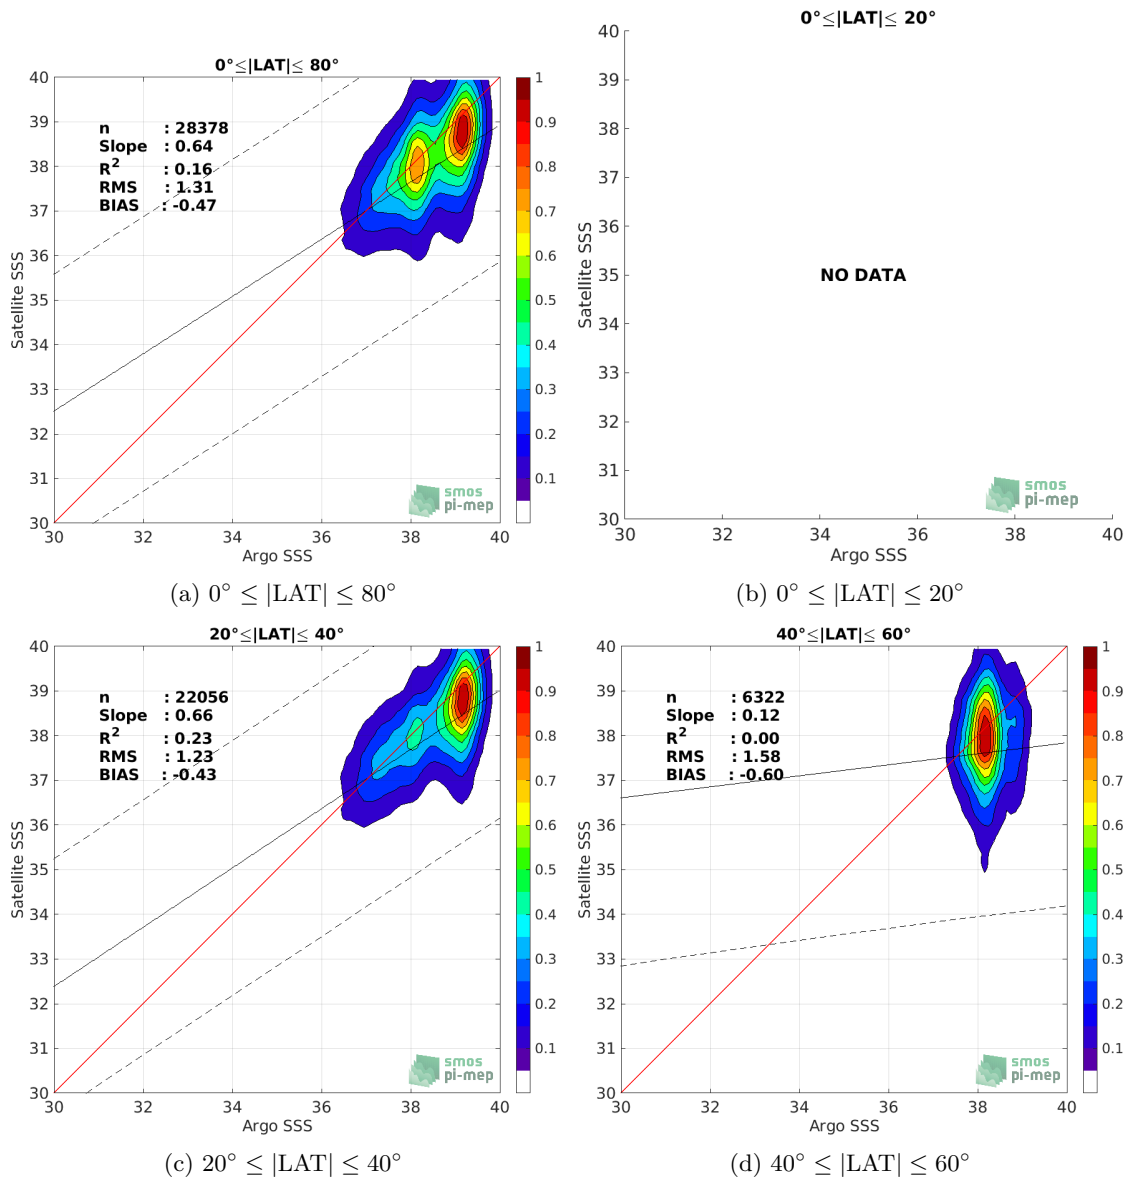 0°≤|LAT|≤ 80°
40
39
38
37
36
35
34
33
32
31
30
Satellite SSS
n : 28378
Slope : 0.64
R² : 0.16
RMS : 1.31
BIAS : -0.47
smos
pi-mep
30 32 34 36 38 40
Argo SSS
1
0.9
0.8
0.7
0.6
0.5
0.4
0.3
0.2
0.1
(a) 0° ≤ |LAT| ≤ 80°
0°≤|LAT|≤ 20°
40
39
38
37
36
35
34
33
32
31
30
Satellite SSS
NO DATA
smos
pi-mep
30 32 34 36 38 40
Argo SSS
(b) 0° ≤ |LAT| ≤ 20°
20°≤|LAT|≤ 40°
40
39
38
37
36
35
34
33
32
31
30
Satellite SSS
n : 22056
Slope : 0.66
R² : 0.23
RMS : 1.23
BIAS : -0.43
smos
pi-mep
30 32 34 36 38 40
Argo SSS
1
0.9
0.8
0.7
0.6
0.5
0.4
0.3
0.2
0.1
(c) 20° ≤ |LAT| ≤ 40°
40°≤|LAT|≤ 60°
40
39
38
37
36
35
34
33
32
31
30
Satellite SSS
n : 6322
Slope : 0.12
R² : 0.00
RMS : 1.58
BIAS : -0.60
smos
pi-mep
30 32 34 36 38 40
Argo SSS
1
0.9
0.8
0.7
0.6
0.5
0.4
0.3
0.2
0.1
(d) 40° ≤ |LAT| ≤ 60°